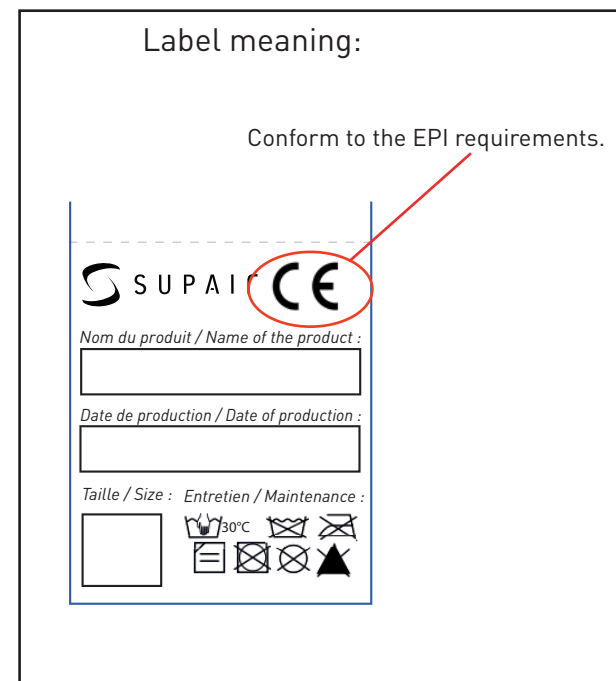 Label meaning:
Conform to the EPI requirements.
SUPAIR CE
Nom du produit / Name of the product :
Date de production / Date of production :
Taille / Size : Entretien / Maintenance :
30°C